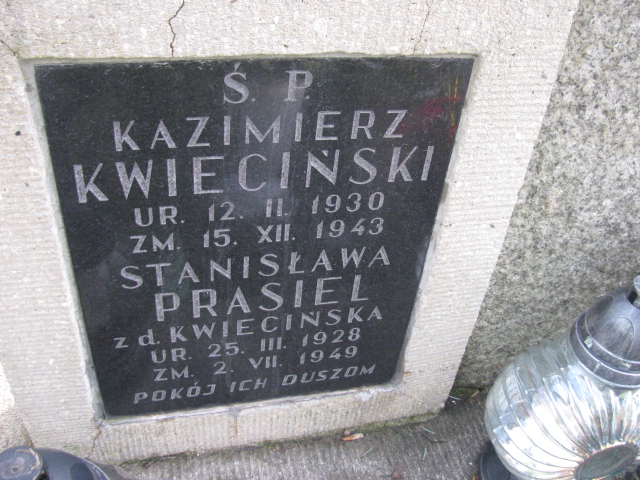 Ś. P.
KAZIMIERZ
KWIECIŃSKI
UR. 12. II. 1930
ZM. 15. XII. 1943
STANISŁAWA
PRASIEL
z d. KWIECIŃSKA
UR. 25. III. 1928
ZM. 2. VII. 1949
POKÓJ ICH DUSZOM